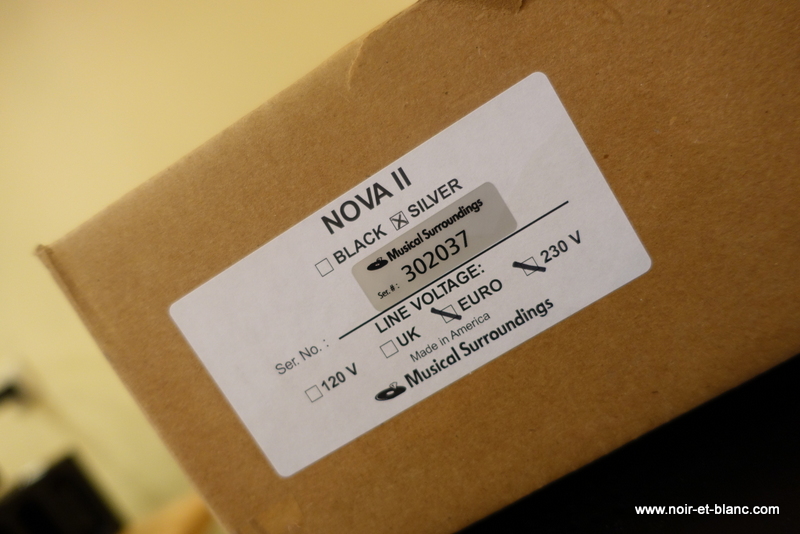 NOVA II
BLACK SILVER
Musical Surroundings
Ser. #: 302037
Ser. No.:
LINE VOLTAGE:
120 V UK EURO 230 V
Made in America
Musical Surroundings
www.noir-et-blanc.com